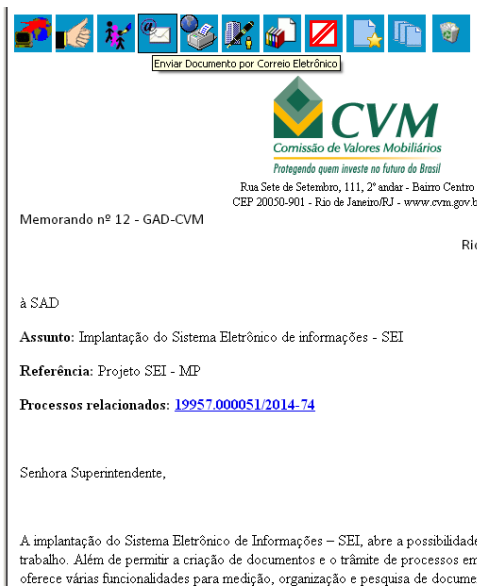 Enviar Documento por Correio Eletrônico
CVM
Comissão de Valores Mobiliários
Protegendo quem investe no futuro do Brasil
Rua Sete de Setembro, 111, 2º andar - Bairro Centro
CEP 20050-901 - Rio de Janeiro/RJ - www.cvm.gov.b
Memorando nº 12 - GAD-CVM
Rio
à SAD
Assunto: Implantação do Sistema Eletrônico de informações - SEI
Referência: Projeto SEI - MP
Processos relacionados: 19957.000051/2014-74
Senhora Superintendente,
A implantação do Sistema Eletrônico de Informações – SEI, abre a possibilidade
trabalho. Além de permitir a criação de documentos e o trâmite de processos em
oferece várias funcionalidades para medição, organização e pesquisa de docume